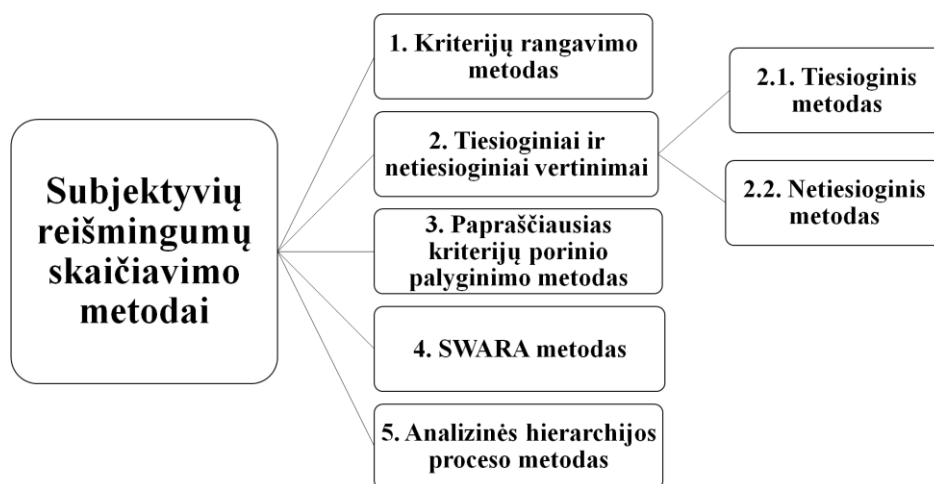 Subjektyvių
reišmingumų
skaičiavimo
metodai
1. Kriterijų rangavimo
metodas
2. Tiesioginiai ir
netiesioginiai vertinimai
2.1. Tiesioginis
metodas
2.2. Netiesioginis
metodas
3. Papraščiausias
kriterijų porinio
palyginimo metodas
4. SWARA metodas
5. Analizinės hierarchijos
proceso metodas